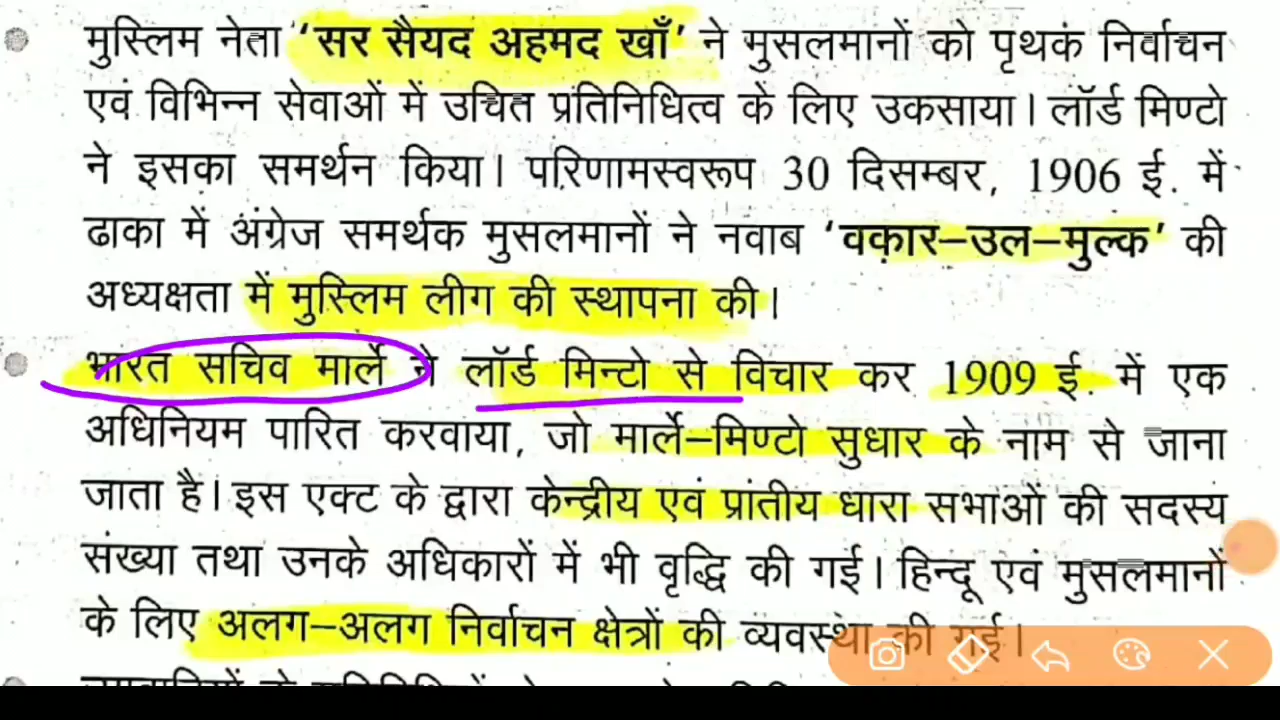 मुस्लिम नेता ‘सर सैयद अहमद खाँ’ ने मुसलमानों को पृथक निर्वाचन
एवं विभिन्न सेवाओं में उचित प्रतिनिधित्व के लिए उकसाया। लॉर्ड मिण्टो
ने इसका समर्थन किया। परिणामस्वरूप 30 दिसम्बर, 1906 ई. में
ढाका में अंग्रेज समर्थक मुसलमानों ने नवाब ‘वक़ार–उल–मुल्क’ की
अध्यक्षता में मुस्लिम लीग की स्थापना की।
भारत सचिव मार्ले ने लॉर्ड मिन्टो से विचार कर 1909 ई. में एक
अधिनियम पारित करवाया, जो मार्ले–मिण्टो सुधार के नाम से जाना
जाता है। इस एक्ट के द्वारा केन्द्रीय एवं प्रांतीय धारा सभाओं की सदस्य
संख्या तथा उनके अधिकारों में भी वृद्धि की गई। हिन्दू एवं मुसलमानों
के लिए अलग–अलग निर्वाचन क्षेत्रों की व्यवस्था की गई।